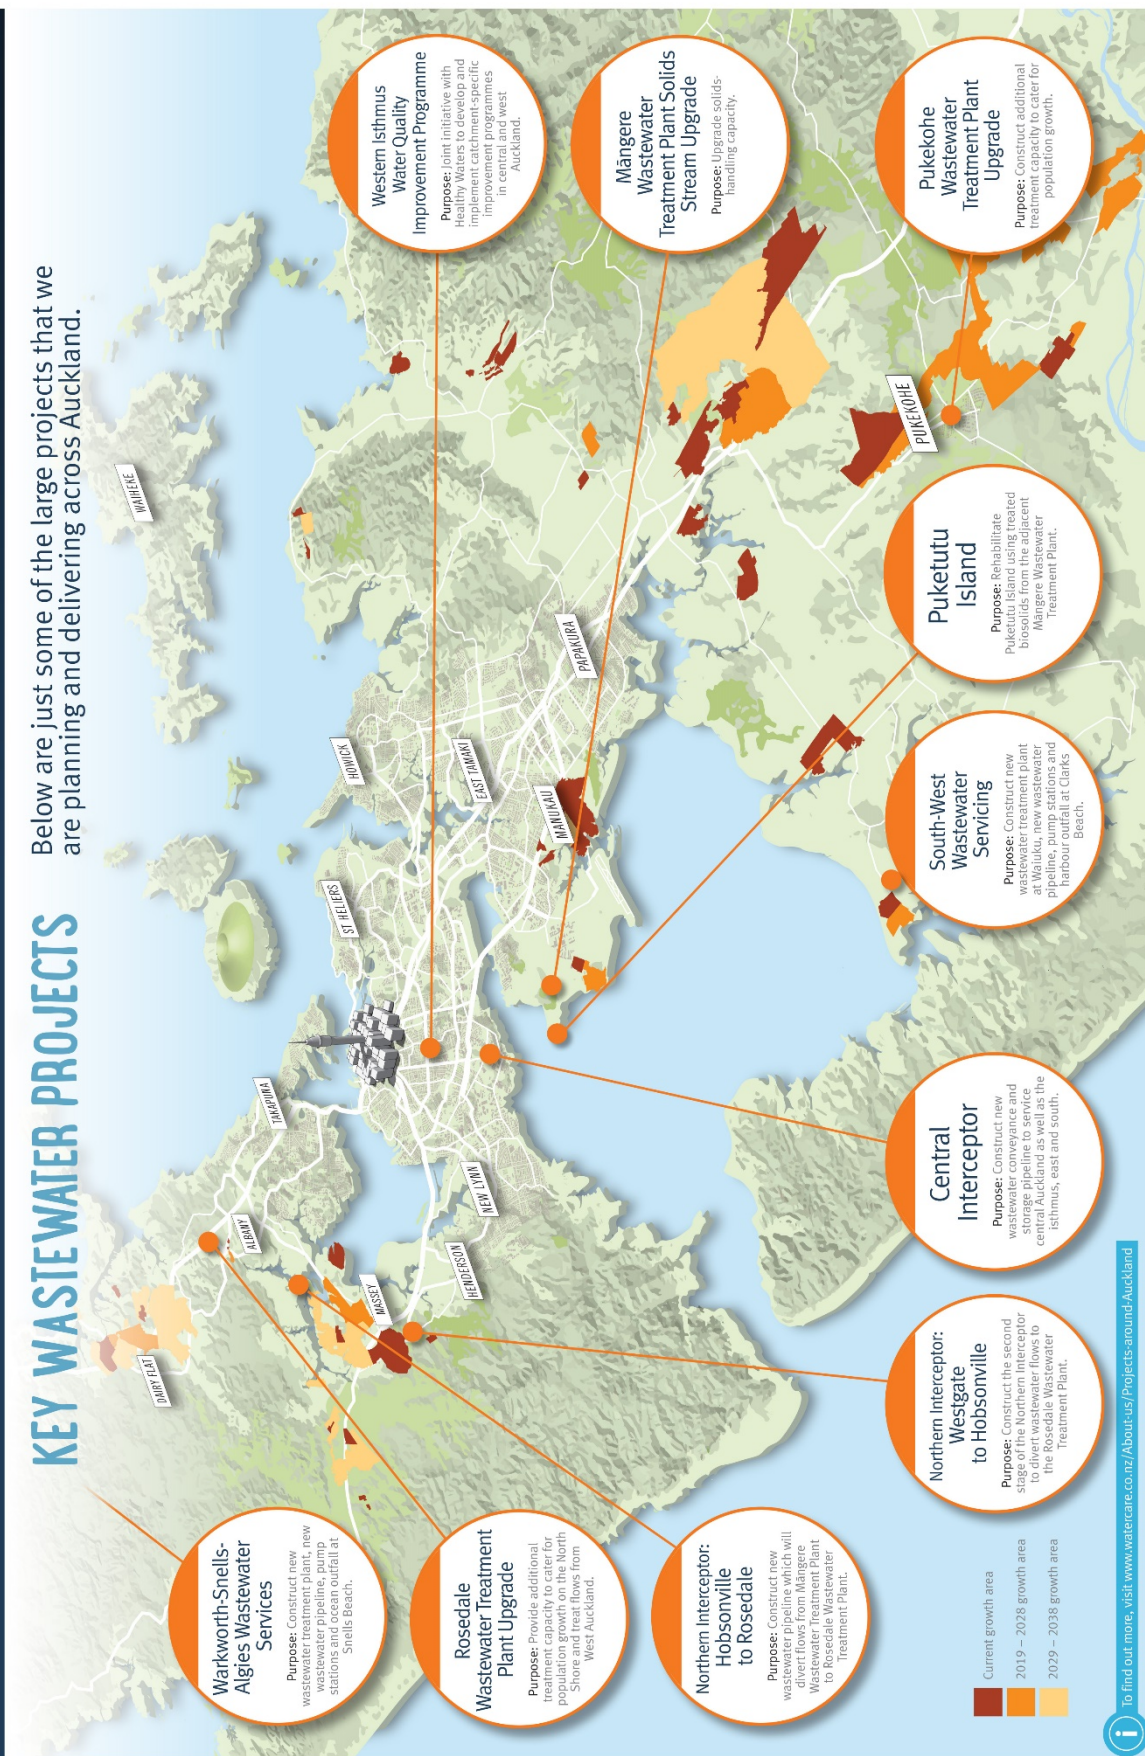 KEY WASTEWATER PROJECTS
Below are just some of the large projects that we
are planning and delivering across Auckland.
Warkworth-Snells-
Algies Wastewater
Services
Purpose: Construct new
wastewater treatment plant, new
wastewater pipeline, pump
stations and ocean outfall at
Snells Beach.
Rosedale
Wastewater Treatment
Plant Upgrade
Purpose: Provide additional
treatment capacity to cater for
population growth on the North
Shore and treat flows from
West Auckland.
Northern Interceptor:
Hobsonville
to Rosedale
Purpose: Construct new
wastewater pipeline which will
divert flows from Māngere
Wastewater Treatment Plant
to Rosedale Wastewater
Treatment Plant.
Northern Interceptor:
Westgate
to Hobsonville
Purpose: Construct the second
stage of the Northern Interceptor
to divert wastewater flows to
the Rosedale Wastewater
Treatment Plant.
Central
Interceptor
Purpose: Construct new
wastewater conveyance and
storage pipeline to service
central Auckland as well as the
isthmus, east and south.
South-West
Wastewater
Servicing
Purpose: Construct new
wastewater treatment plant
at Waiuku, new wastewater
pipeline, pump stations and
harbour outfall at Clarks
Beach.
Puketutu
Island
Purpose: Rehabilitate
Puketutu Island using treated
biosolids from the adjacent
Māngere Wastewater
Treatment Plant.
Western Isthmus
Water Quality
Improvement Programme
Purpose: Joint initiative with
Healthy Waters to develop and
implement catchment-specific
improvement programmes
in central and west
Auckland.
Māngere
Wastewater
Treatment Plant Solids
Stream Upgrade
Purpose: Upgrade solids-
handling capacity.
Pukekohe
Wastewater
Treatment Plant
Upgrade
Purpose: Construct additional
treatment capacity to cater for
population growth.
DAIRY FLAT
ALBANY
TAKAPUNA
MASSEY
HENDERSON
NEW LYNN
ST HELIERS
HOWICK
EAST TAMAKI
MANUKAU
PAPAKURA
WAIHEKE
PUKEKOHE
Current growth area
2019 – 2028 growth area
2029 – 2038 growth area
i
To find out more, visit www.watercare.co.nz/About-us/Projects-around-Auckland